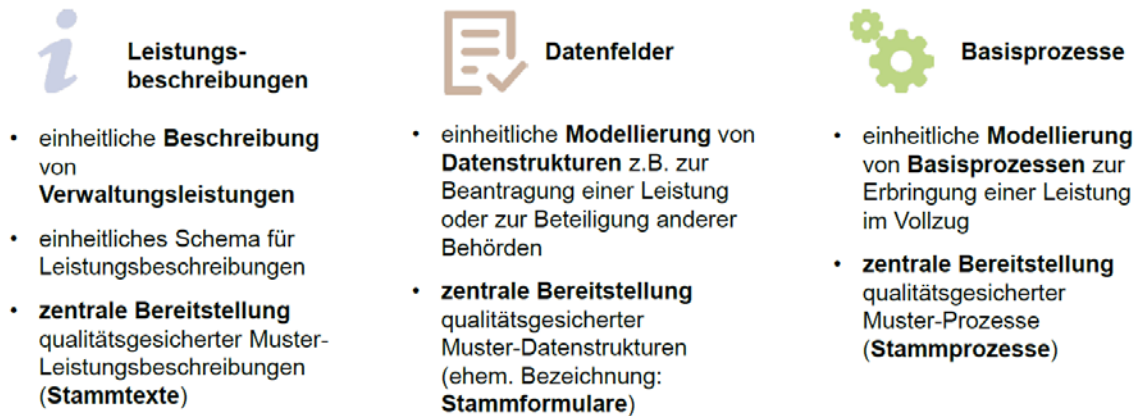 Leistungs-
beschreibungen
• einheitliche Beschreibung
von
Verwaltungsleistungen
• einheitliches Schema für
Leistungsbeschreibungen
• zentrale Bereitstellung
qualitätsgesicherter Muster-
Leistungsbeschreibungen
(Stammtexte)
Datenfelder
• einheitliche Modellierung von
Datenstrukturen z.B. zur
Beantragung einer Leistung
oder zur Beteiligung anderer
Behörden
• zentrale Bereitstellung
qualitätsgesicherter
Muster-Datenstrukturen
(ehem. Bezeichnung:
Stammformulare)
Basisprozesse
• einheitliche Modellierung
von Basisprozessen zur
Erbringung einer Leistung
im Vollzug
• zentrale Bereitstellung
qualitätsgesicherter
Muster-Prozesse
(Stammprozesse)